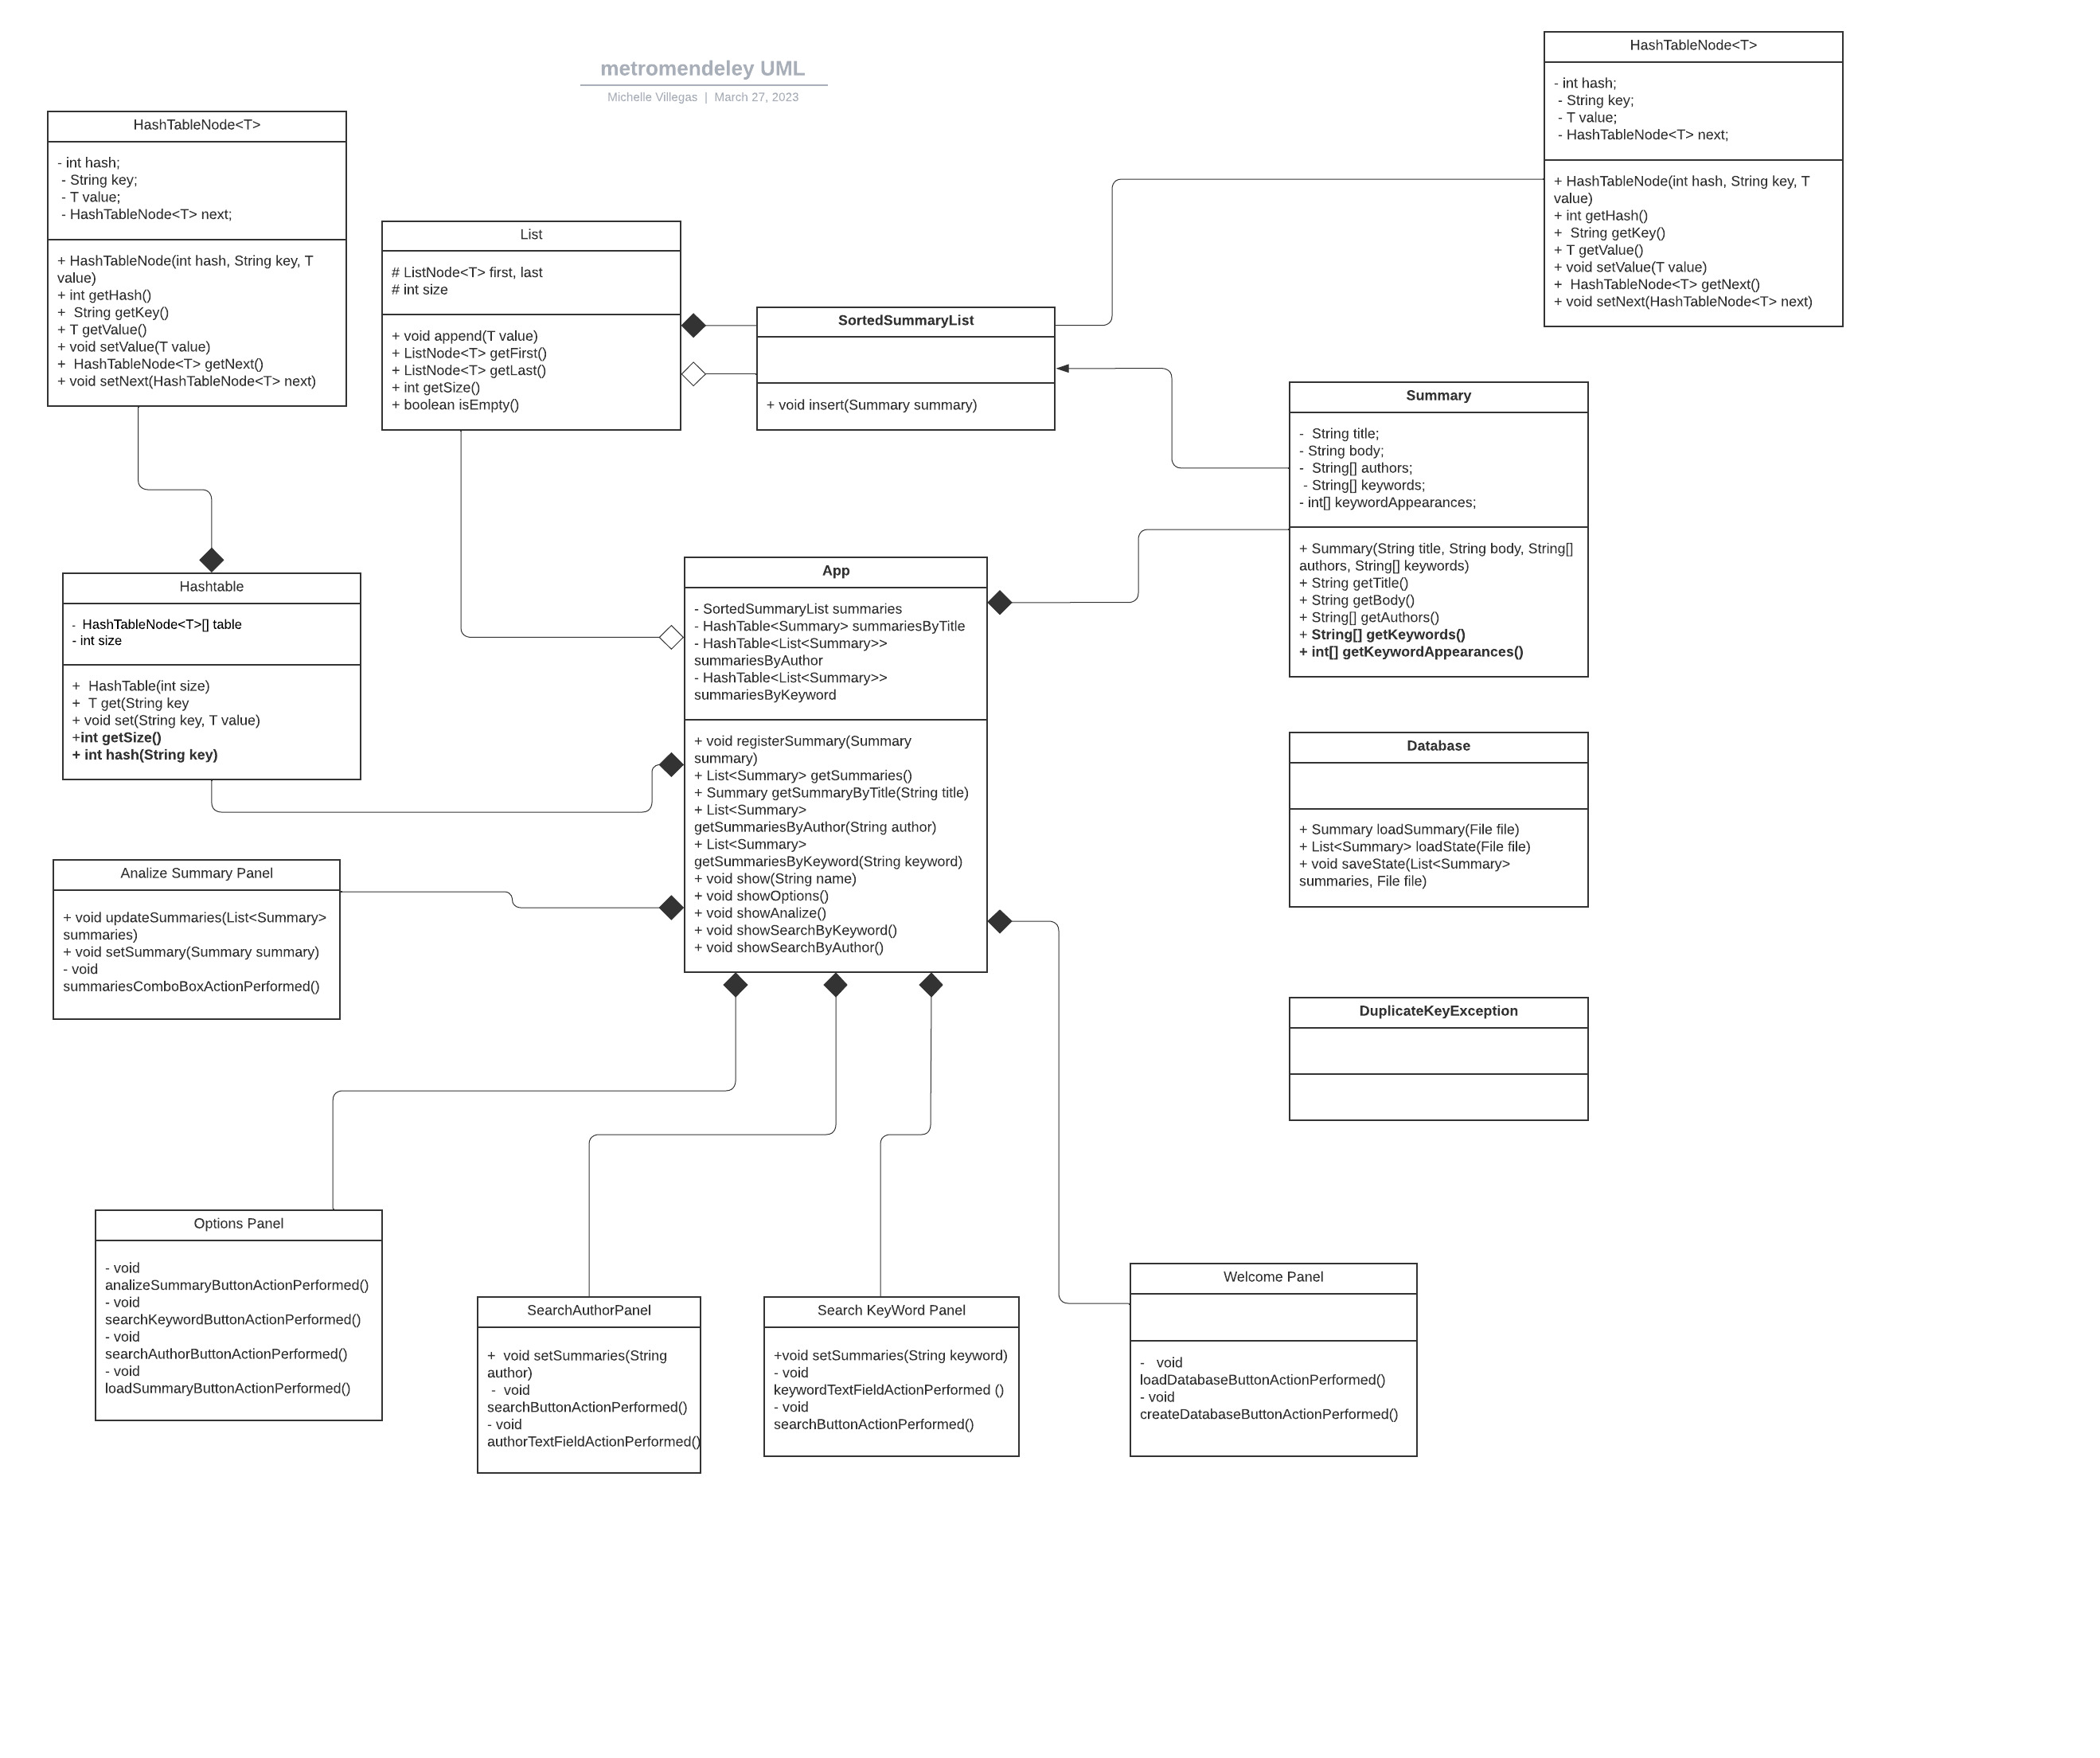 metromendeley UML
Michelle Villegas | March 27, 2023
HashTableNode<T>
- int hash;
- String key;
- T value;
- HashTableNode<T> next;
+ HashTableNode(int hash, String key, T
value)
+ int getHash()
+  String getKey()
+ T getValue()
+ void setValue(T value)
+  HashTableNode<T> getNext()
+ void setNext(HashTableNode<T> next)
List
# ListNode<T> first, last
# int size
+ void append(T value)
+ ListNode<T> getFirst()
+ ListNode<T> getLast()
+ int getSize()
+ boolean isEmpty()
SortedSummaryList
+ void insert(Summary summary)
HashTableNode<T>
- int hash;
- String key;
- T value;
- HashTableNode<T> next;
+ HashTableNode(int hash, String key, T
value)
+ int getHash()
+  String getKey()
+ T getValue()
+ void setValue(T value)
+  HashTableNode<T> getNext()
+ void setNext(HashTableNode<T> next)
Summary
-  String title;
- String body;
-  String[] authors;
- String[] keywords;
- int[] keywordAppearances;
+ Summary(String title, String body, String[]
authors, String[] keywords)
+ String getTitle()
+ String getBody()
+ String[] getAuthors()
+ String[] getKeywords()
+ int[] getKeywordAppearances()
Hashtable
-  HashTableNode<T>[] table
- int size
+  HashTable(int size)
+  T get(String key
+ void set(String key, T value)
+int getSize()
+ int hash(String key)
App
- SortedSummaryList summaries
- HashTable<Summary> summariesByTitle
- HashTable<List<Summary>>
summariesByAuthor
- HashTable<List<Summary>>
summariesByKeyword
+ void registerSummary(Summary
summary)
+ List<Summary> getSummaries()
+ Summary getSummaryByTitle(String title)
+ List<Summary>
getSummariesByAuthor(String author)
+ List<Summary>
getSummariesByKeyword(String keyword)
+ void show(String name)
+ void showOptions()
+ void showAnalize()
+ void showSearchByKeyword()
+ void showSearchByAuthor()
Database
+ Summary loadSummary(File file)
+ List<Summary> loadState(File file)
+ void saveState(List<Summary>
summaries, File file)
Analize Summary Panel
+ void updateSummaries(List<Summary>
summaries)
+ void setSummary(Summary summary)
- void
summariesComboBoxActionPerformed()
DuplicateKeyException
Options Panel
- void
analizeSummaryButtonActionPerformed()
- void
searchKeywordButtonActionPerformed()
- void
searchAuthorButtonActionPerformed()
- void
loadSummaryButtonActionPerformed()
SearchAuthorPanel
+  void setSummaries(String
author)
-  void
searchButtonActionPerformed()
- void
authorTextFieldActionPerformed()
Search KeyWord Panel
+void setSummaries(String keyword)
- void
keywordTextFieldActionPerformed ()
- void
searchButtonActionPerformed()
Welcome Panel
-   void
loadDatabaseButtonActionPerformed()
- void
createDatabaseButtonActionPerformed()